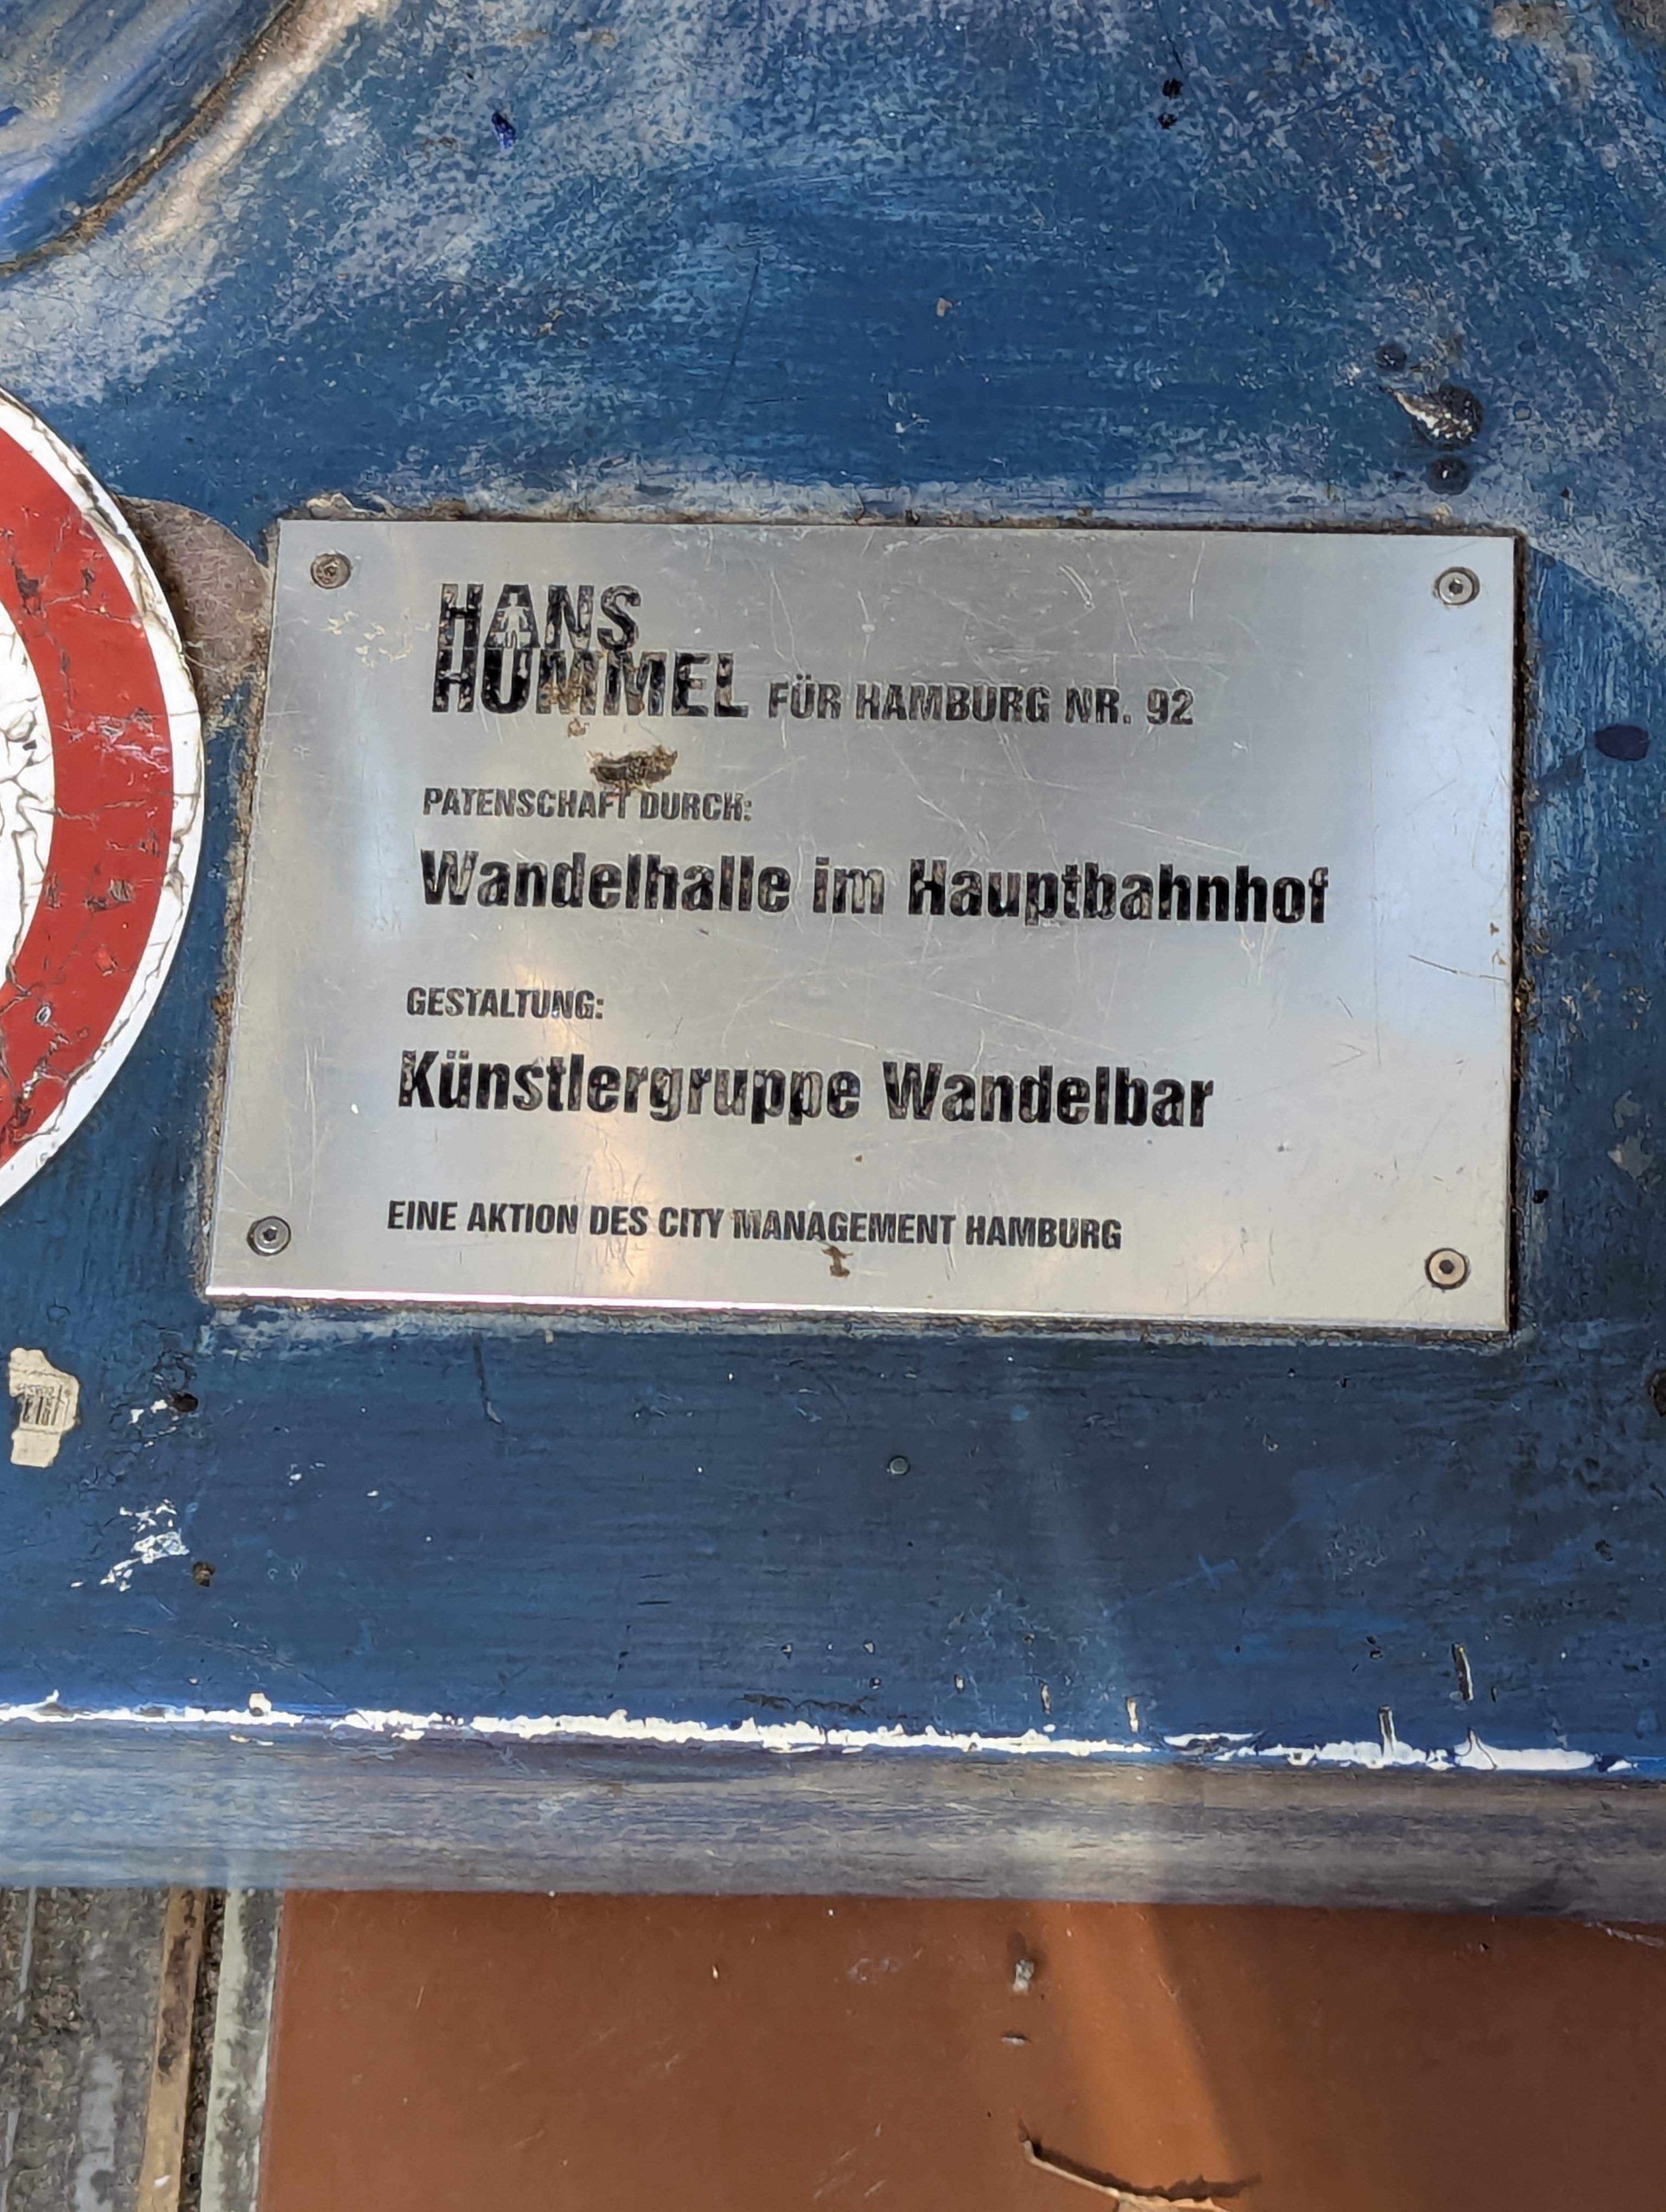 HANS
HUMMEL FÜR HAMBURG NR. 92
PATENSCHAFT DURCH:
Wandelhalle im Hauptbahnhof
GESTALTUNG:
Künstlergruppe Wandelbar
EINE AKTION DES CITY MANAGEMENT HAMBURG